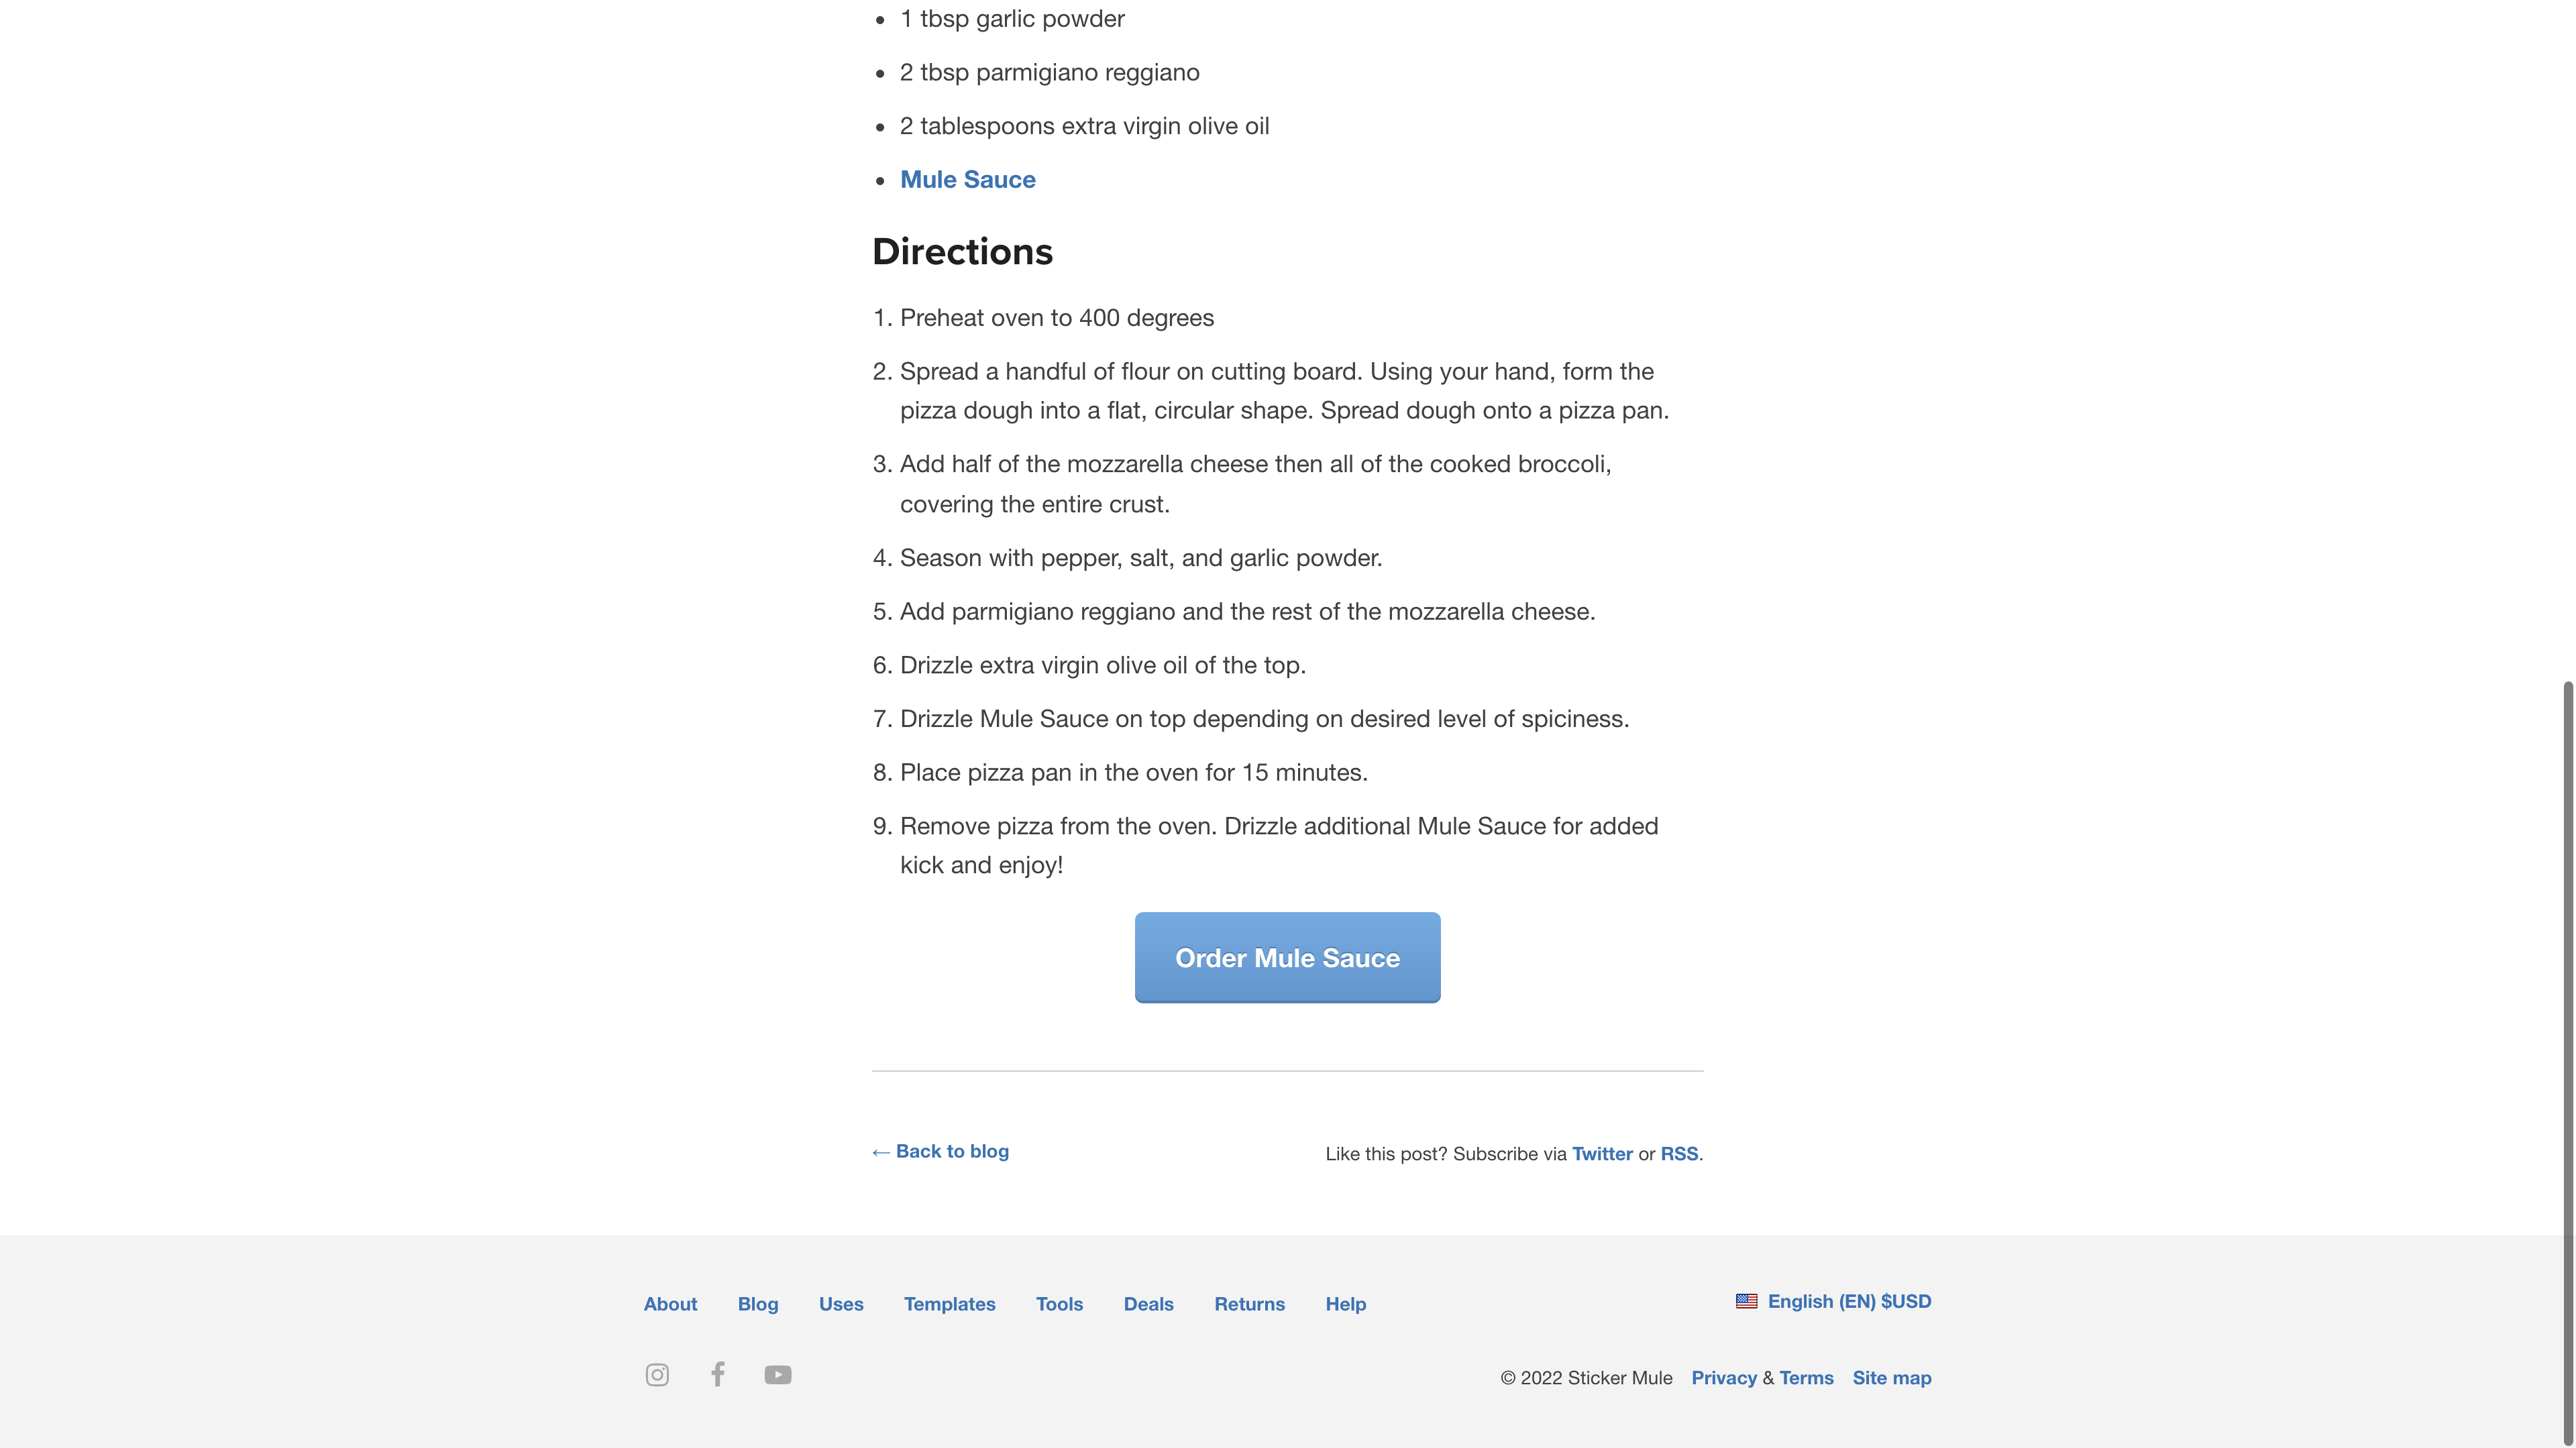 • 1 tbsp garlic powder
• 2 tbsp parmigiano reggiano
• 2 tablespoons extra virgin olive oil
• Mule Sauce
Directions
1. Preheat oven to 400 degrees
2. Spread a handful of flour on cutting board. Using your hand, form the
pizza dough into a flat, circular shape. Spread dough onto a pizza pan.
3. Add half of the mozzarella cheese then all of the cooked broccoli,
covering the entire crust.
4. Season with pepper, salt, and garlic powder.
5. Add parmigiano reggiano and the rest of the mozzarella cheese.
6. Drizzle extra virgin olive oil of the top.
7. Drizzle Mule Sauce on top depending on desired level of spiciness.
8. Place pizza pan in the oven for 15 minutes.
9. Remove pizza from the oven. Drizzle additional Mule Sauce for added
kick and enjoy!
Order Mule Sauce
← Back to blog
Like this post? Subscribe via Twitter or RSS.
About Blog Uses Templates Tools Deals Returns Help
English (EN) $USD
© 2022 Sticker Mule Privacy & Terms Site map